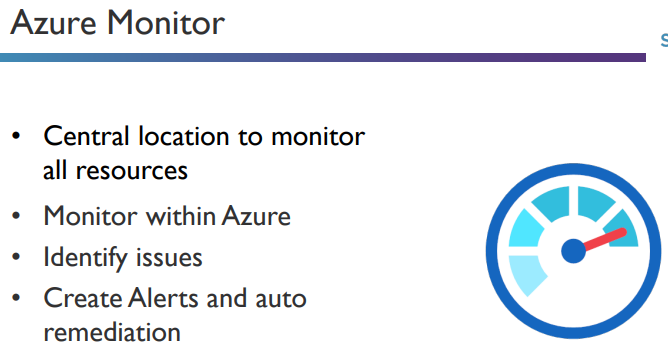 Azure Monitor
• Central location to monitor
all resources
• Monitor within Azure
• Identify issues
• Create Alerts and auto
remediation